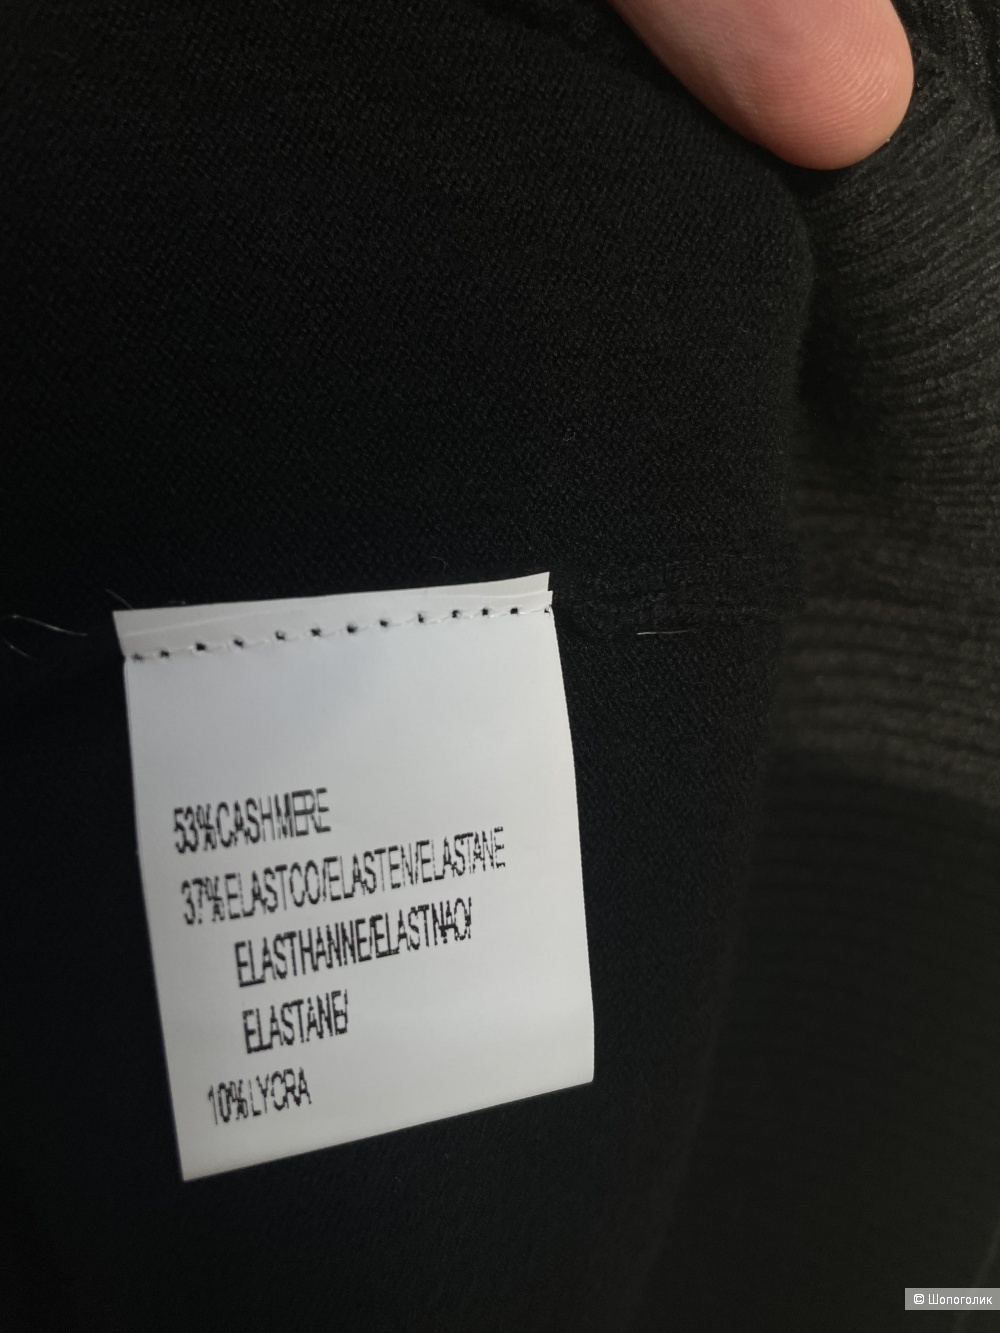 53%CASHMERE
37%ELASTCO/ELASTEN/ELASTANE
ELASTHANNE/ELASTNAO/
ELASTANE/
10%LYCRA
© Шопоголик